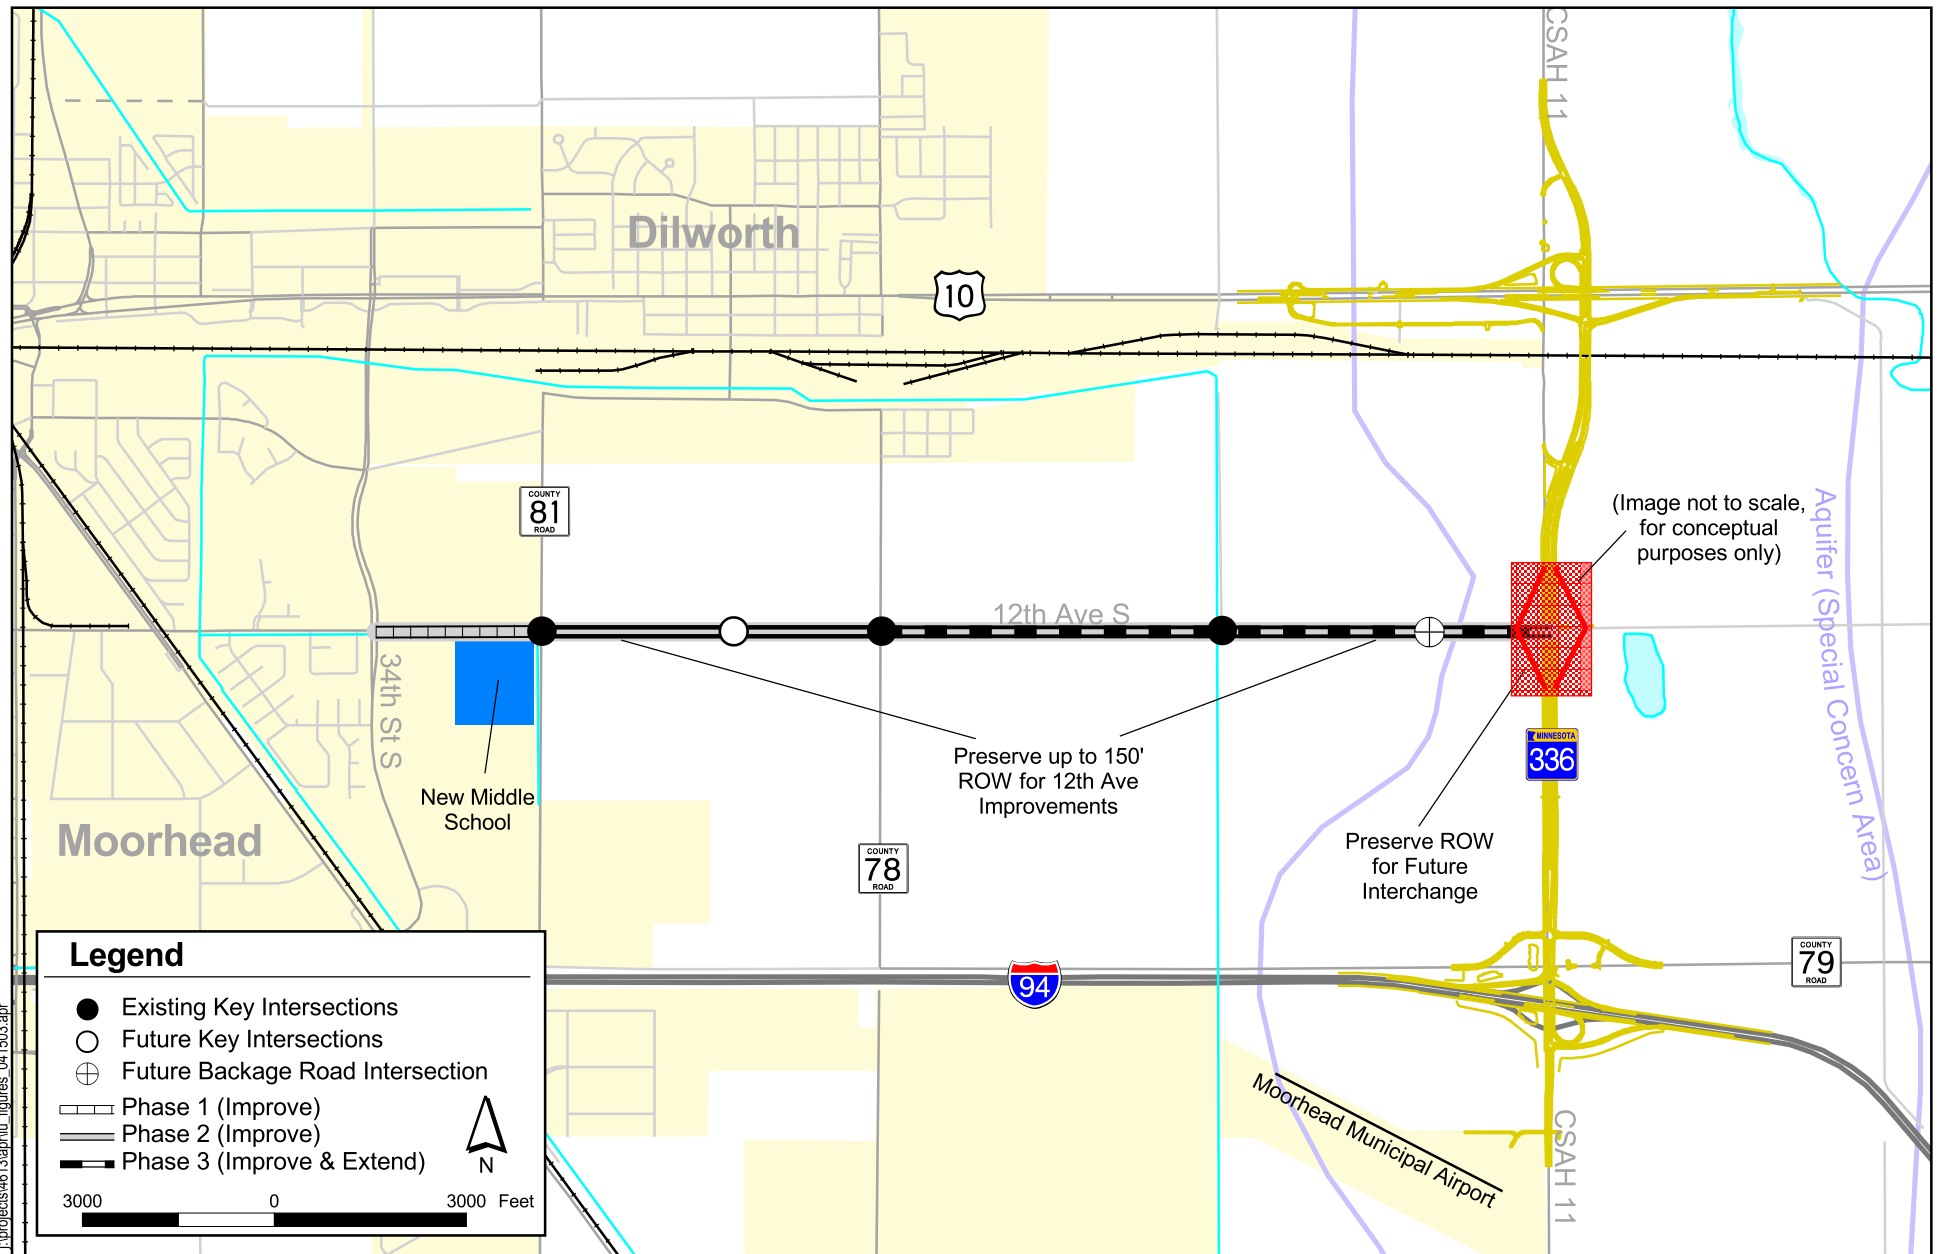 CSAH 11
Dilworth
10
COUNTY
81
ROAD
(Image not to scale,
for conceptual
purposes only)
Aquifer (Special Concern Area)
12th Ave S
34th St S
MINNESOTA
336
New Middle
School
Preserve up to 150'
ROW for 12th Ave
Improvements
Moorhead
COUNTY
78
ROAD
Preserve ROW
for Future
Interchange
94
COUNTY
79
ROAD
Moorhead Municipal Airport
CSAH 11
Legend
Existing Key Intersections
Future Key Intersections
Future Backage Road Intersection
Phase 1 (Improve)
Phase 2 (Improve)
Phase 3 (Improve & Extend)
N
3000 0 3000 Feet